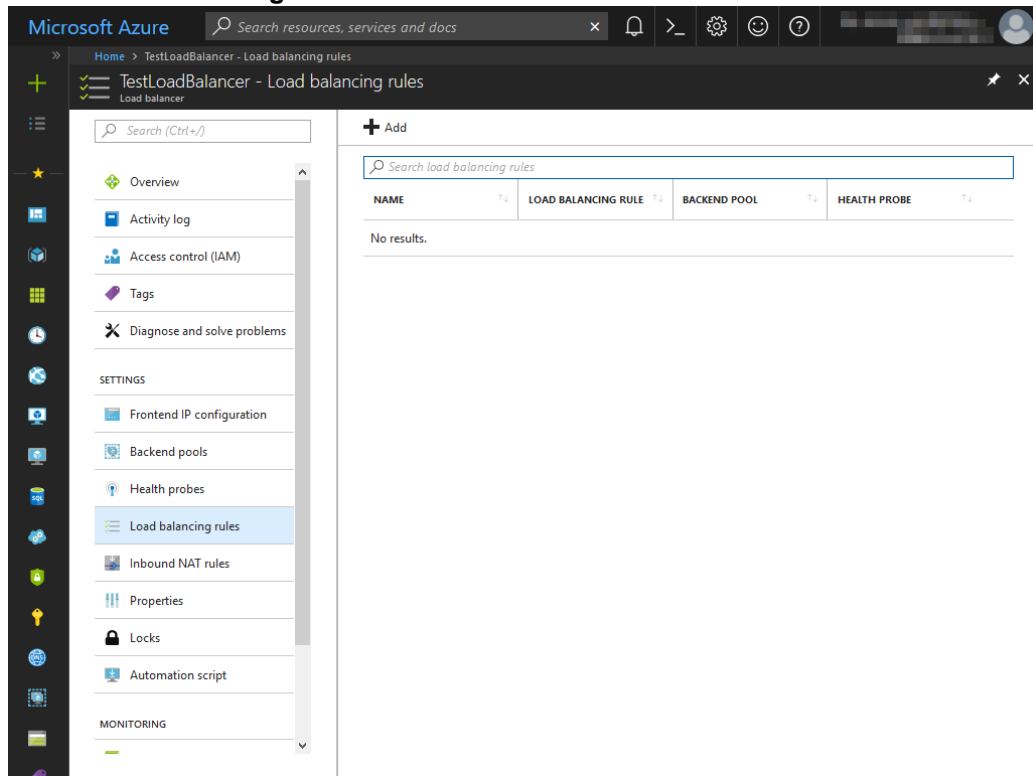 Microsoft Azure
Search resources, services and docs
Home > TestLoadBalancer - Load balancing rules
TestLoadBalancer - Load balancing rules
Load balancer
Search (Ctrl+/)
Add
Search load balancing rules
Overview
NAME LOAD BALANCING RULE BACKEND POOL HEALTH PROBE
Activity log
No results.
Access control (IAM)
Tags
Diagnose and solve problems
SETTINGS
Frontend IP configuration
Backend pools
Health probes
SQL
Load balancing rules
Inbound NAT rules
Properties
Locks
DNS
Automation script
MONITORING